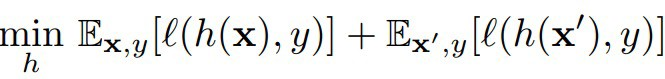 min_h 𝔼_{𝐱,y}[ℓ(h(𝐱), y)] + 𝔼_{𝐱′,y}[ℓ(h(𝐱′), y)]